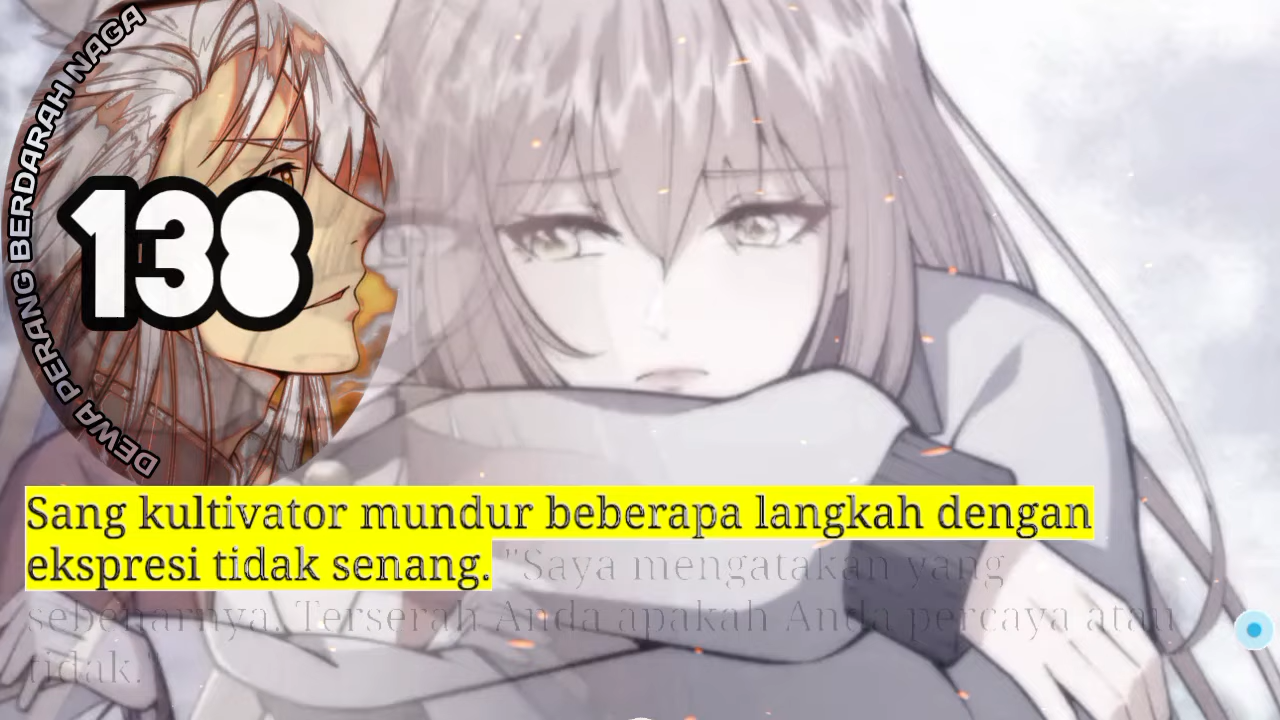 DEWA PERANG BERDARAH NAGA
138
Sang kultivator mundur beberapa langkah dengan
ekspresi tidak senang. "Saya mengatakan yang
sebenarnya. Terserah Anda apakah Anda percaya atau
tidak."